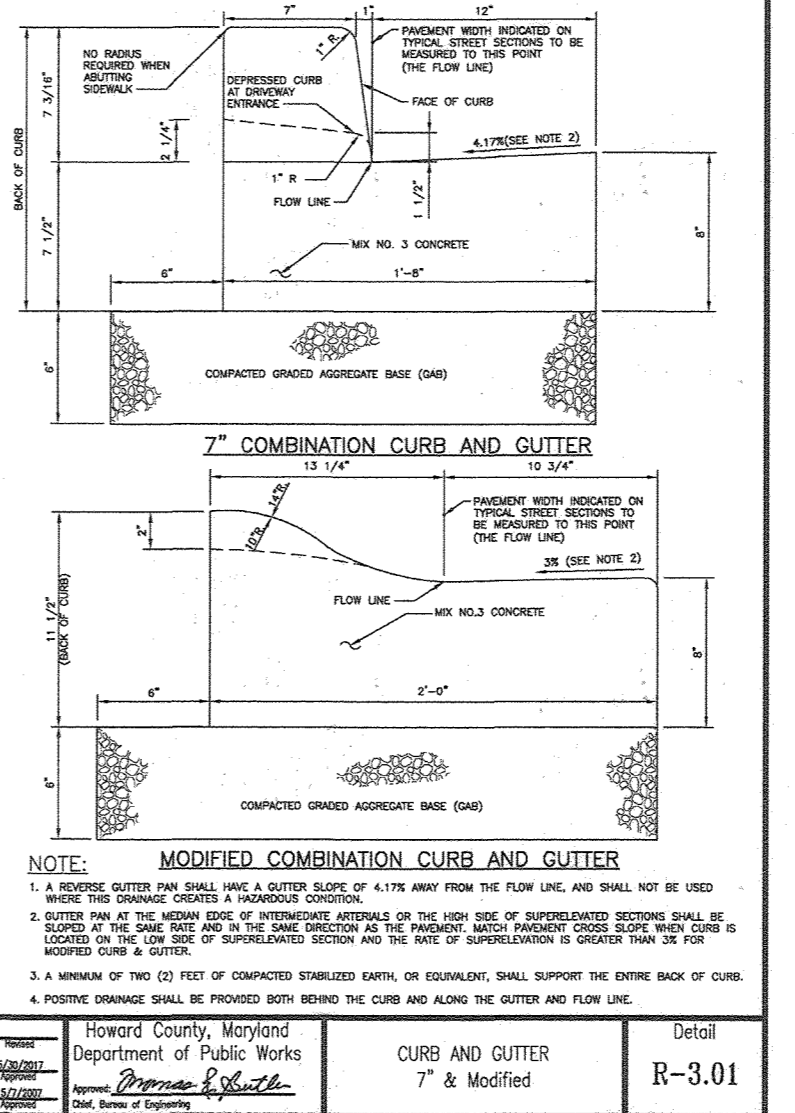 7" 1" 12"
NO RADIUS
REQUIRED WHEN
ABUTTING
SIDEWALK
1" R.
PAVEMENT WIDTH INDICATED ON
TYPICAL STREET SECTIONS TO BE
MEASURED TO THIS POINT
(THE FLOW LINE)
DEPRESSED CURB
AT DRIVEWAY
ENTRANCE
FACE OF CURB
7 3/16"
2 1/4"
BACK OF CURB
4.17%(SEE NOTE 2)
1" R
FLOW LINE
1 1/2"
7 1/2"
8"
MIX NO. 3 CONCRETE
6" 1'-8"
6"
COMPACTED GRADED AGGREGATE BASE (GAB)
7" COMBINATION CURB AND GUTTER
13 1/4" 10 3/4"
14"R.
10"R.
2"
PAVEMENT WIDTH INDICATED ON
TYPICAL STREET SECTIONS TO
BE MEASURED TO THIS POINT
(THE FLOW LINE)
3% (SEE NOTE 2)
11 1/2"
(BACK OF CURB)
FLOW LINE
MIX NO.3 CONCRETE
8"
6" 2'-0"
6"
COMPACTED GRADED AGGREGATE BASE (GAB)
MODIFIED COMBINATION CURB AND GUTTER
NOTE:
1. A REVERSE GUTTER PAN SHALL HAVE A GUTTER SLOPE OF 4.17% AWAY FROM THE FLOW LINE, AND SHALL NOT BE USED
WHERE THIS DRAINAGE CREATES A HAZARDOUS CONDITION.
2. GUTTER PAN AT THE MEDIAN EDGE OF INTERMEDIATE ARTERIALS OR THE HIGH SIDE OF SUPERELEVATED SECTIONS SHALL BE
SLOPED AT THE SAME RATE AND IN THE SAME DIRECTION AS THE PAVEMENT. MATCH PAVEMENT CROSS SLOPE WHEN CURB IS
LOCATED ON THE LOW SIDE OF SUPERELEVATED SECTION AND THE RATE OF SUPERELEVATION IS GREATER THAN 3% FOR
MODIFIED CURB & GUTTER.
3. A MINIMUM OF TWO (2) FEET OF COMPACTED STABILIZED EARTH, OR EQUIVALENT, SHALL SUPPORT THE ENTIRE BACK OF CURB.
4. POSITIVE DRAINAGE SHALL BE PROVIDED BOTH BEHIND THE CURB AND ALONG THE GUTTER AND FLOW LINE.
Revised
5/30/2017
Approved
5/7/2007
Approved
Howard County, Maryland
Department of Public Works
Approved: Thomas E. Butler
Chief, Bureau of Engineering
CURB AND GUTTER
7" & Modified
Detail
R-3.01